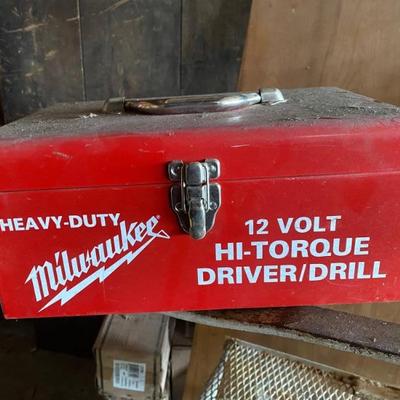 HEAVY-DUTY
Milwaukee
12 VOLT
HI-TORQUE
DRIVER/DRILL